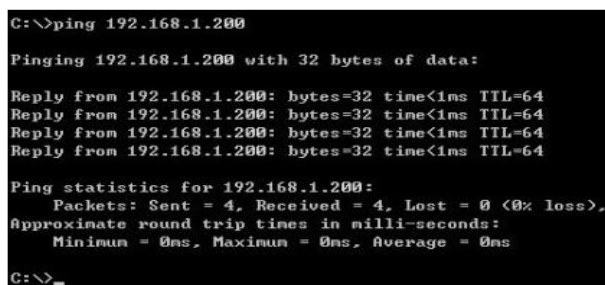 C:\>ping 192.168.1.200
Pinging 192.168.1.200 with 32 bytes of data:
Reply from 192.168.1.200: bytes=32 time<1ms TTL=64
Reply from 192.168.1.200: bytes=32 time<1ms TTL=64
Reply from 192.168.1.200: bytes=32 time<1ms TTL=64
Reply from 192.168.1.200: bytes=32 time<1ms TTL=64
Ping statistics for 192.168.1.200:
    Packets: Sent = 4, Received = 4, Lost = 0 (0% loss),
Approximate round trip times in milli-seconds:
    Minimum = 0ms, Maximum = 0ms, Average = 0ms
C:\>_